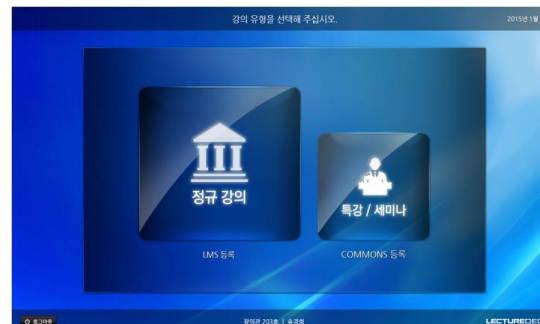 강의 유형을 선택해 주십시오.
2015년 1월
정규 강의
특강 / 세미나
LMS 등록
COMMONS 등록
로그아웃
203호 |
LECTUREDEC